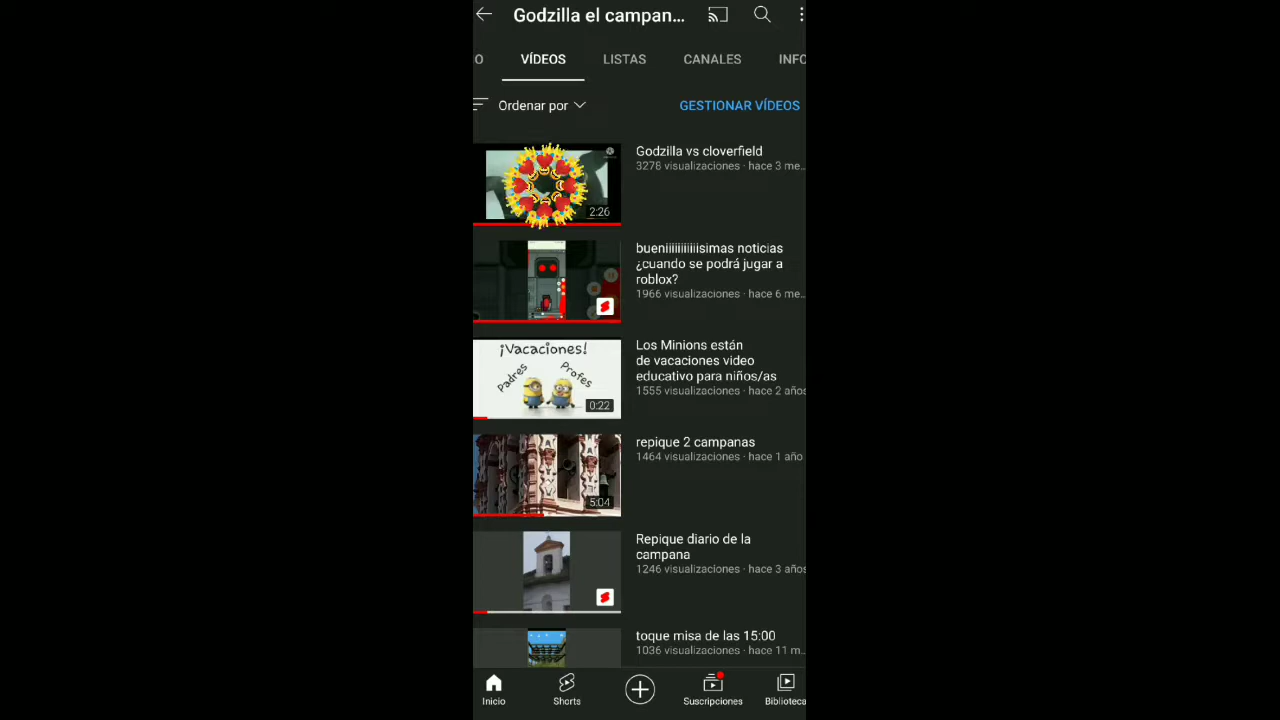 Godzilla el campan...
O
VÍDEOS
LISTAS
CANALES
INFO
Ordenar por
GESTIONAR VÍDEOS
2:26
Godzilla vs cloverfield
3278 visualizaciones · hace 3 me...
bueniiiiiiiiiisimas noticias
¿cuando se podrá jugar a
roblox?
1966 visualizaciones · hace 6 me...
¡Vacaciones!
Padres
Profes
0:22
Los Minions están
de vacaciones video
educativo para niños/as
1555 visualizaciones · hace 2 años
5:04
repique 2 campanas
1464 visualizaciones · hace 1 año
Repique diario de la
campana
1246 visualizaciones · hace 3 años
toque misa de las 15:00
1036 visualizaciones · hace 11 m...
Inicio
Shorts
Suscripciones
Biblioteca